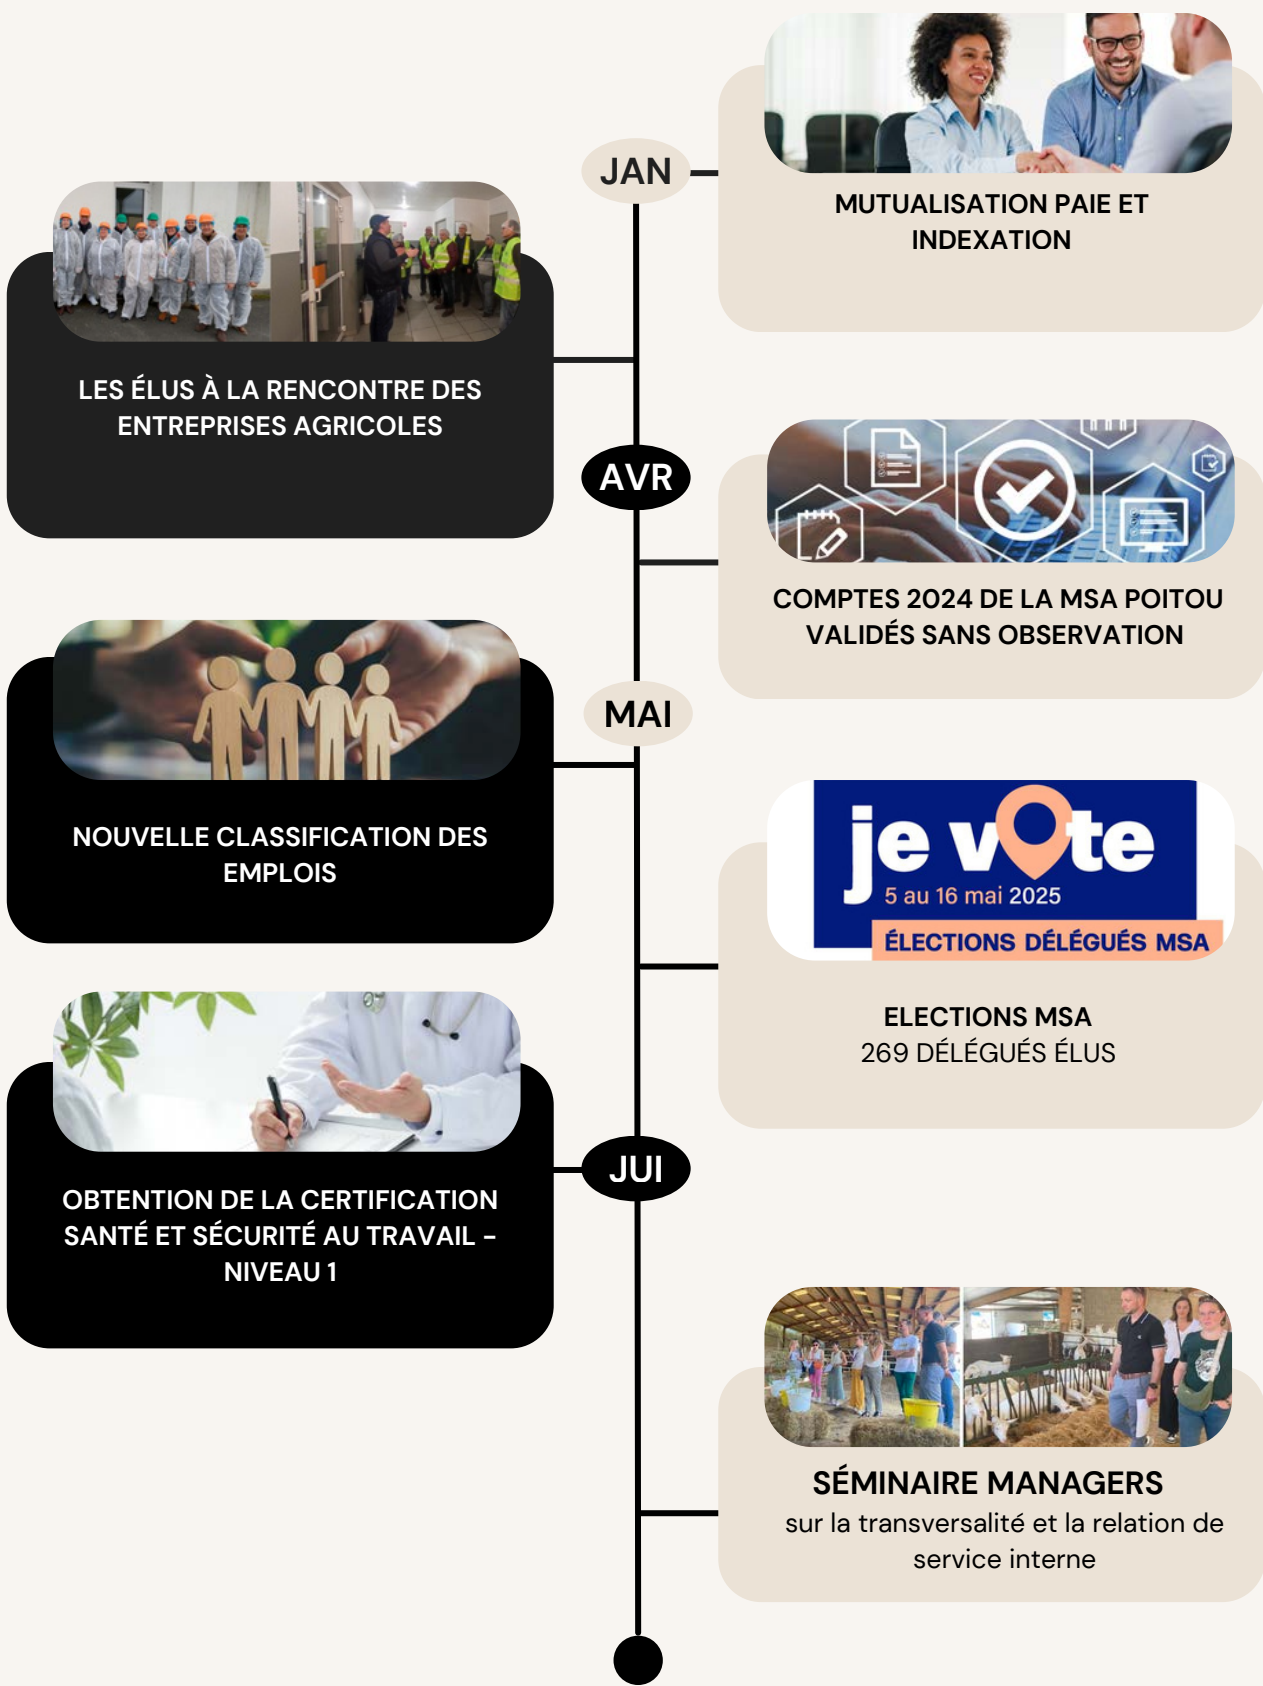 JAN
MUTUALISATION PAIE ET
INDEXATION
LES ÉLUS À LA RENCONTRE DES
ENTREPRISES AGRICOLES
AVR
COMPTES 2024 DE LA MSA POITOU
VALIDÉS SANS OBSERVATION
MAI
NOUVELLE CLASSIFICATION DES
EMPLOIS
je vote
5 au 16 mai 2025
ÉLECTIONS DÉLÉGUÉS MSA
ELECTIONS MSA
269 DÉLÉGUÉS ÉLUS
JUI
OBTENTION DE LA CERTIFICATION
SANTÉ ET SÉCURITÉ AU TRAVAIL -
NIVEAU 1
SÉMINAIRE MANAGERS
sur la transversalité et la relation de
service interne